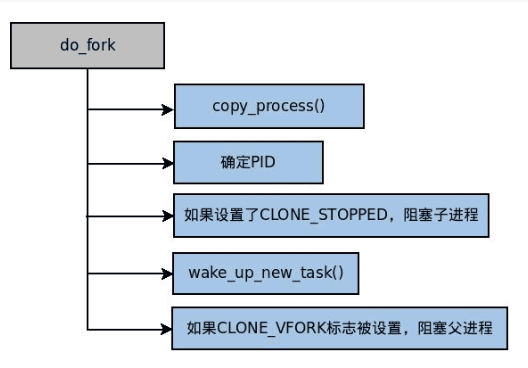 do_fork
copy_process()
确定PID
如果设置了CLONE_STOPPED，阻塞子进程
wake_up_new_task()
如果CLONE_VFORK标志被设置，阻塞父进程